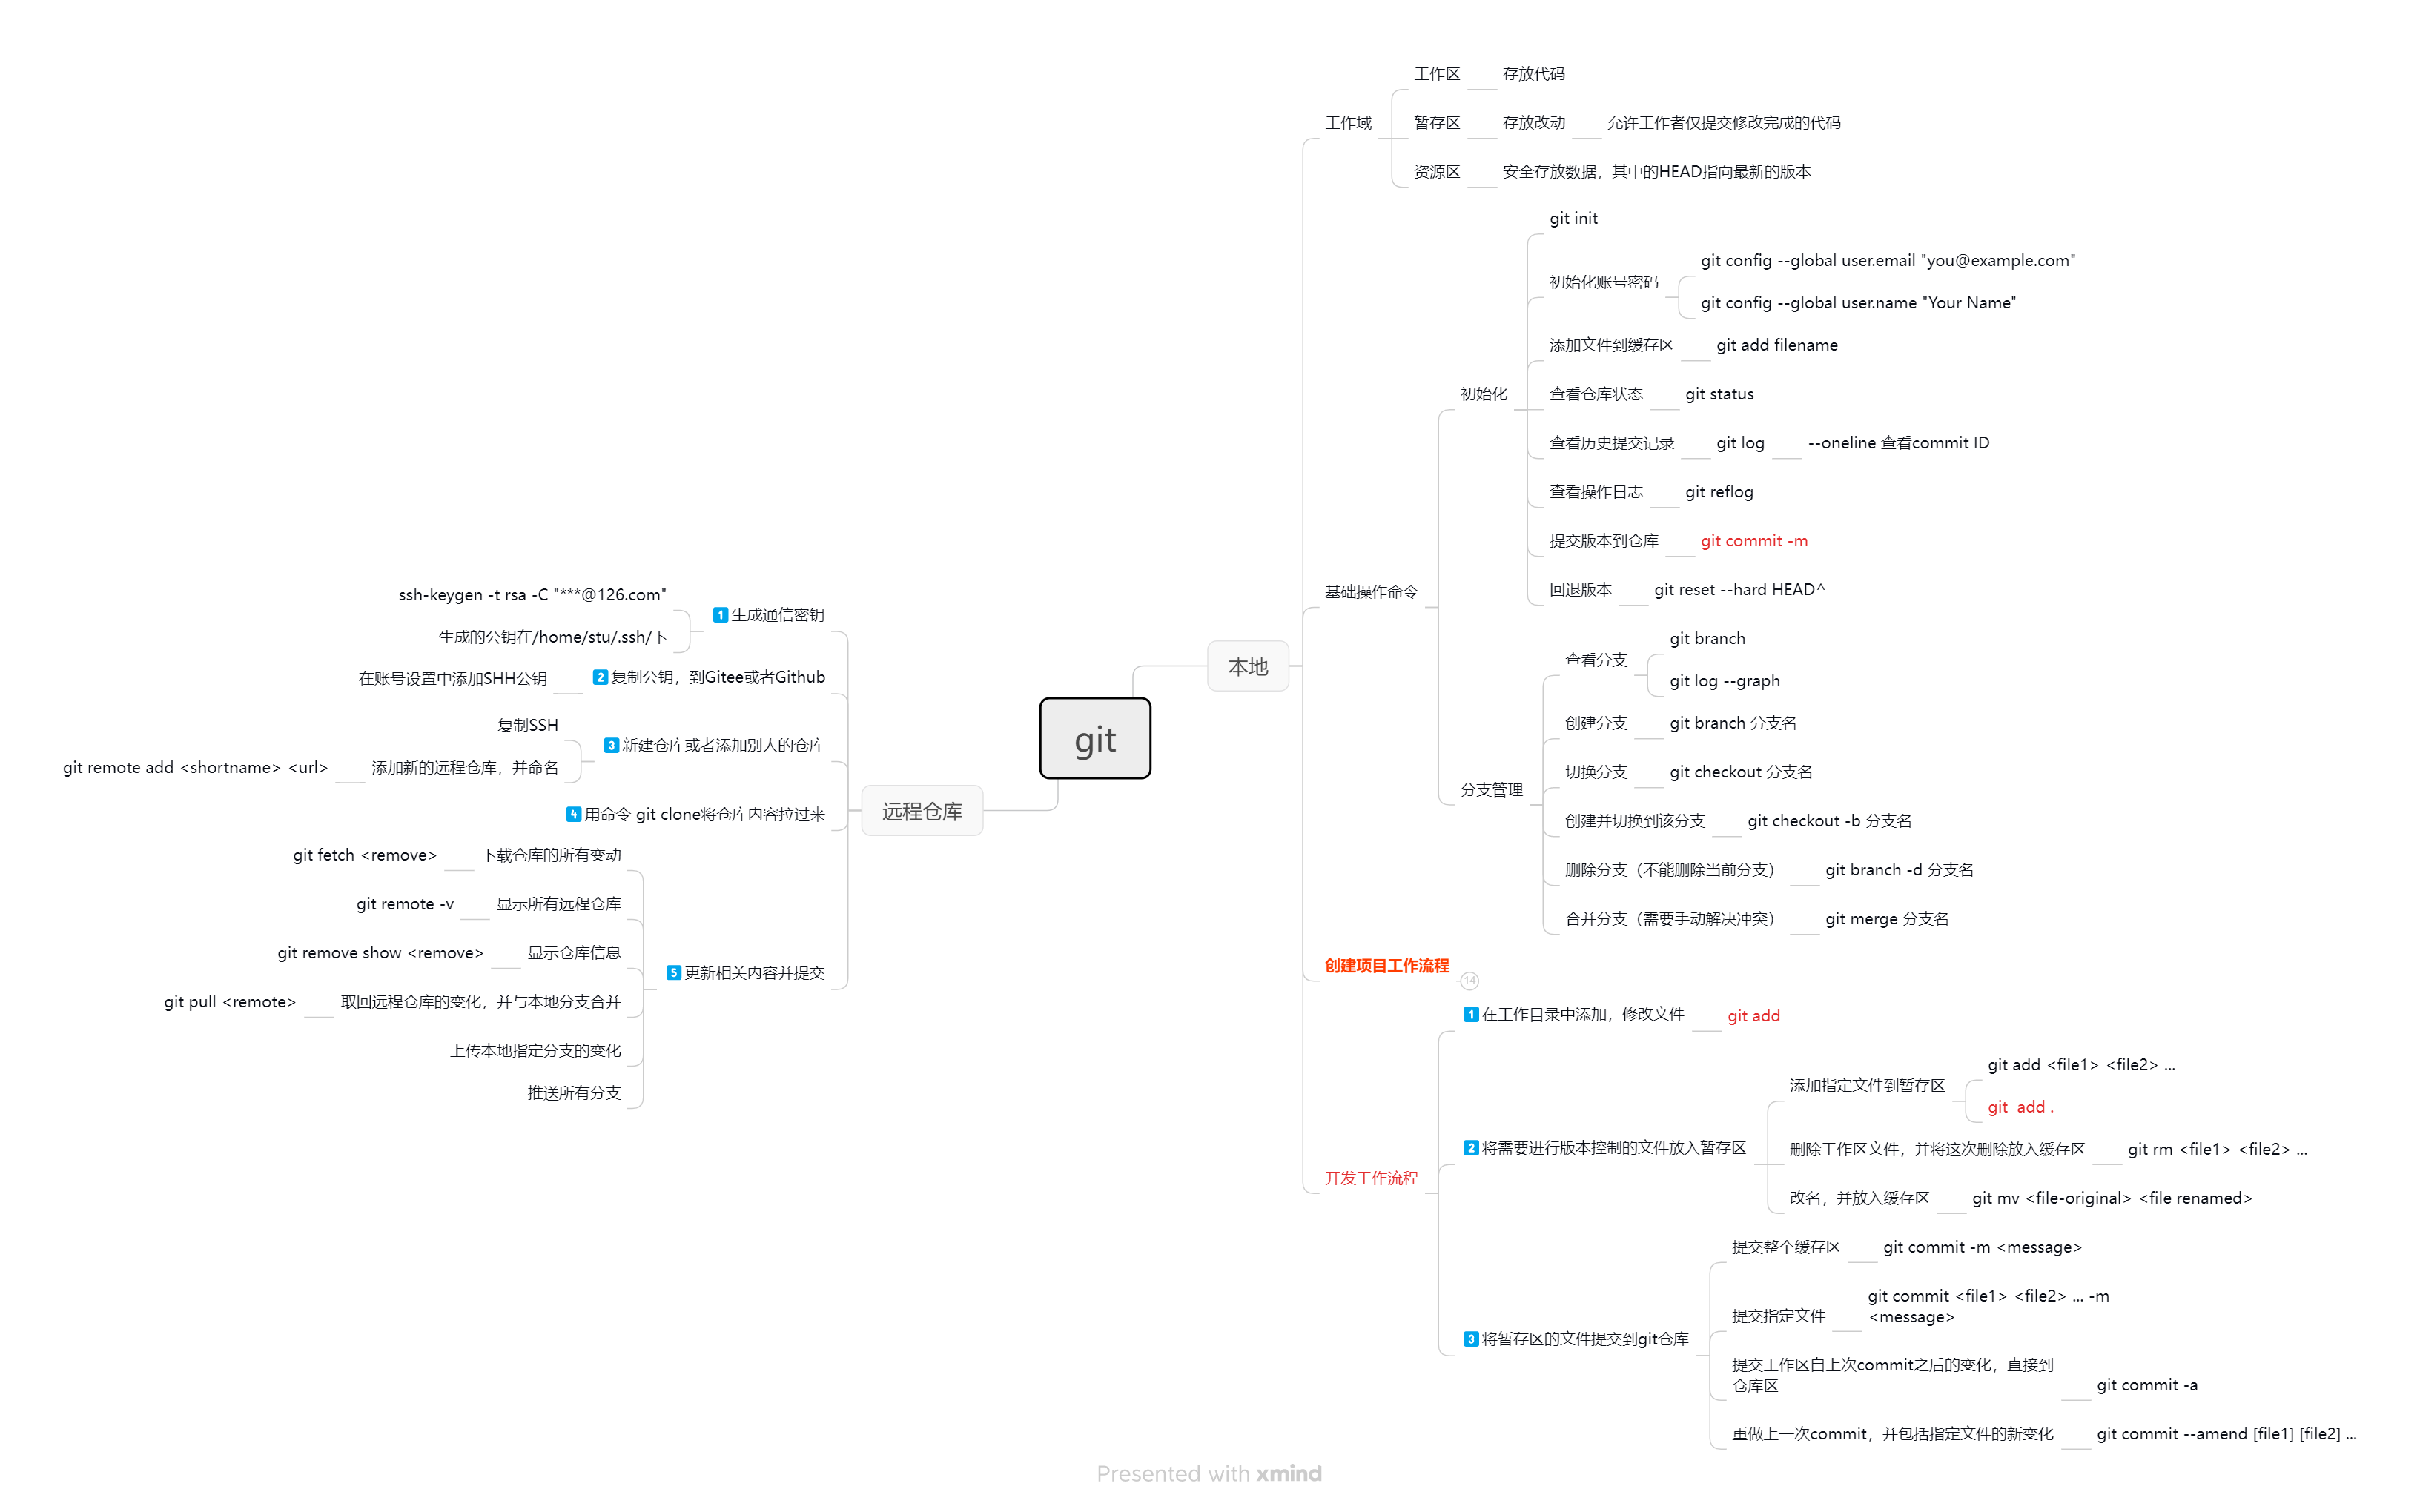 git
本地
工作域
工作区
存放代码
暂存区
存放改动
允许工作者仅提交修改完成的代码
资源区
安全存放数据，其中的HEAD指向最新的版本
基础操作命令
初始化
git init
初始化账号密码
git config --global user.email "you@example.com"
git config --global user.name "Your Name"
添加文件到缓存区
git add filename
查看仓库状态
git status
查看历史提交记录
git log
--oneline 查看commit ID
查看操作日志
git reflog
提交版本到仓库
git commit -m
回退版本
git reset --hard HEAD^
分支管理
查看分支
git branch
git log --graph
创建分支
git branch 分支名
切换分支
git checkout 分支名
创建并切换到该分支
git checkout -b 分支名
删除分支（不能删除当前分支）
git branch -d 分支名
合并分支（需要手动解决冲突）
git merge 分支名
创建项目工作流程
14
开发工作流程
1 在工作目录中添加，修改文件
git add
2 将需要进行版本控制的文件放入暂存区
添加指定文件到暂存区
git add <file1> <file2> ...
git  add .
删除工作区文件，并将这次删除放入缓存区
git rm <file1> <file2> ...
改名，并放入缓存区
git mv <file-original> <file renamed>
3 将暂存区的文件提交到git仓库
提交整个缓存区
git commit -m <message>
提交指定文件
git commit <file1> <file2> ... -m
<message>
提交工作区自上次commit之后的变化，直接到
仓库区
git commit -a
重做上一次commit，并包括指定文件的新变化
git commit --amend [file1] [file2] ...
远程仓库
1 生成通信密钥
ssh-keygen -t rsa -C "***@126.com"
生成的公钥在/home/stu/.ssh/下
2 复制公钥，到Gitee或者Github
在账号设置中添加SHH公钥
3 新建仓库或者添加别人的仓库
复制SSH
添加新的远程仓库，并命名
git remote add <shortname> <url>
4 用命令 git clone将仓库内容拉过来
5 更新相关内容并提交
下载仓库的所有变动
git fetch <remove>
显示所有远程仓库
git remote -v
显示仓库信息
git remove show <remove>
取回远程仓库的变化，并与本地分支合并
git pull <remote>
上传本地指定分支的变化
推送所有分支
Presented with xmind